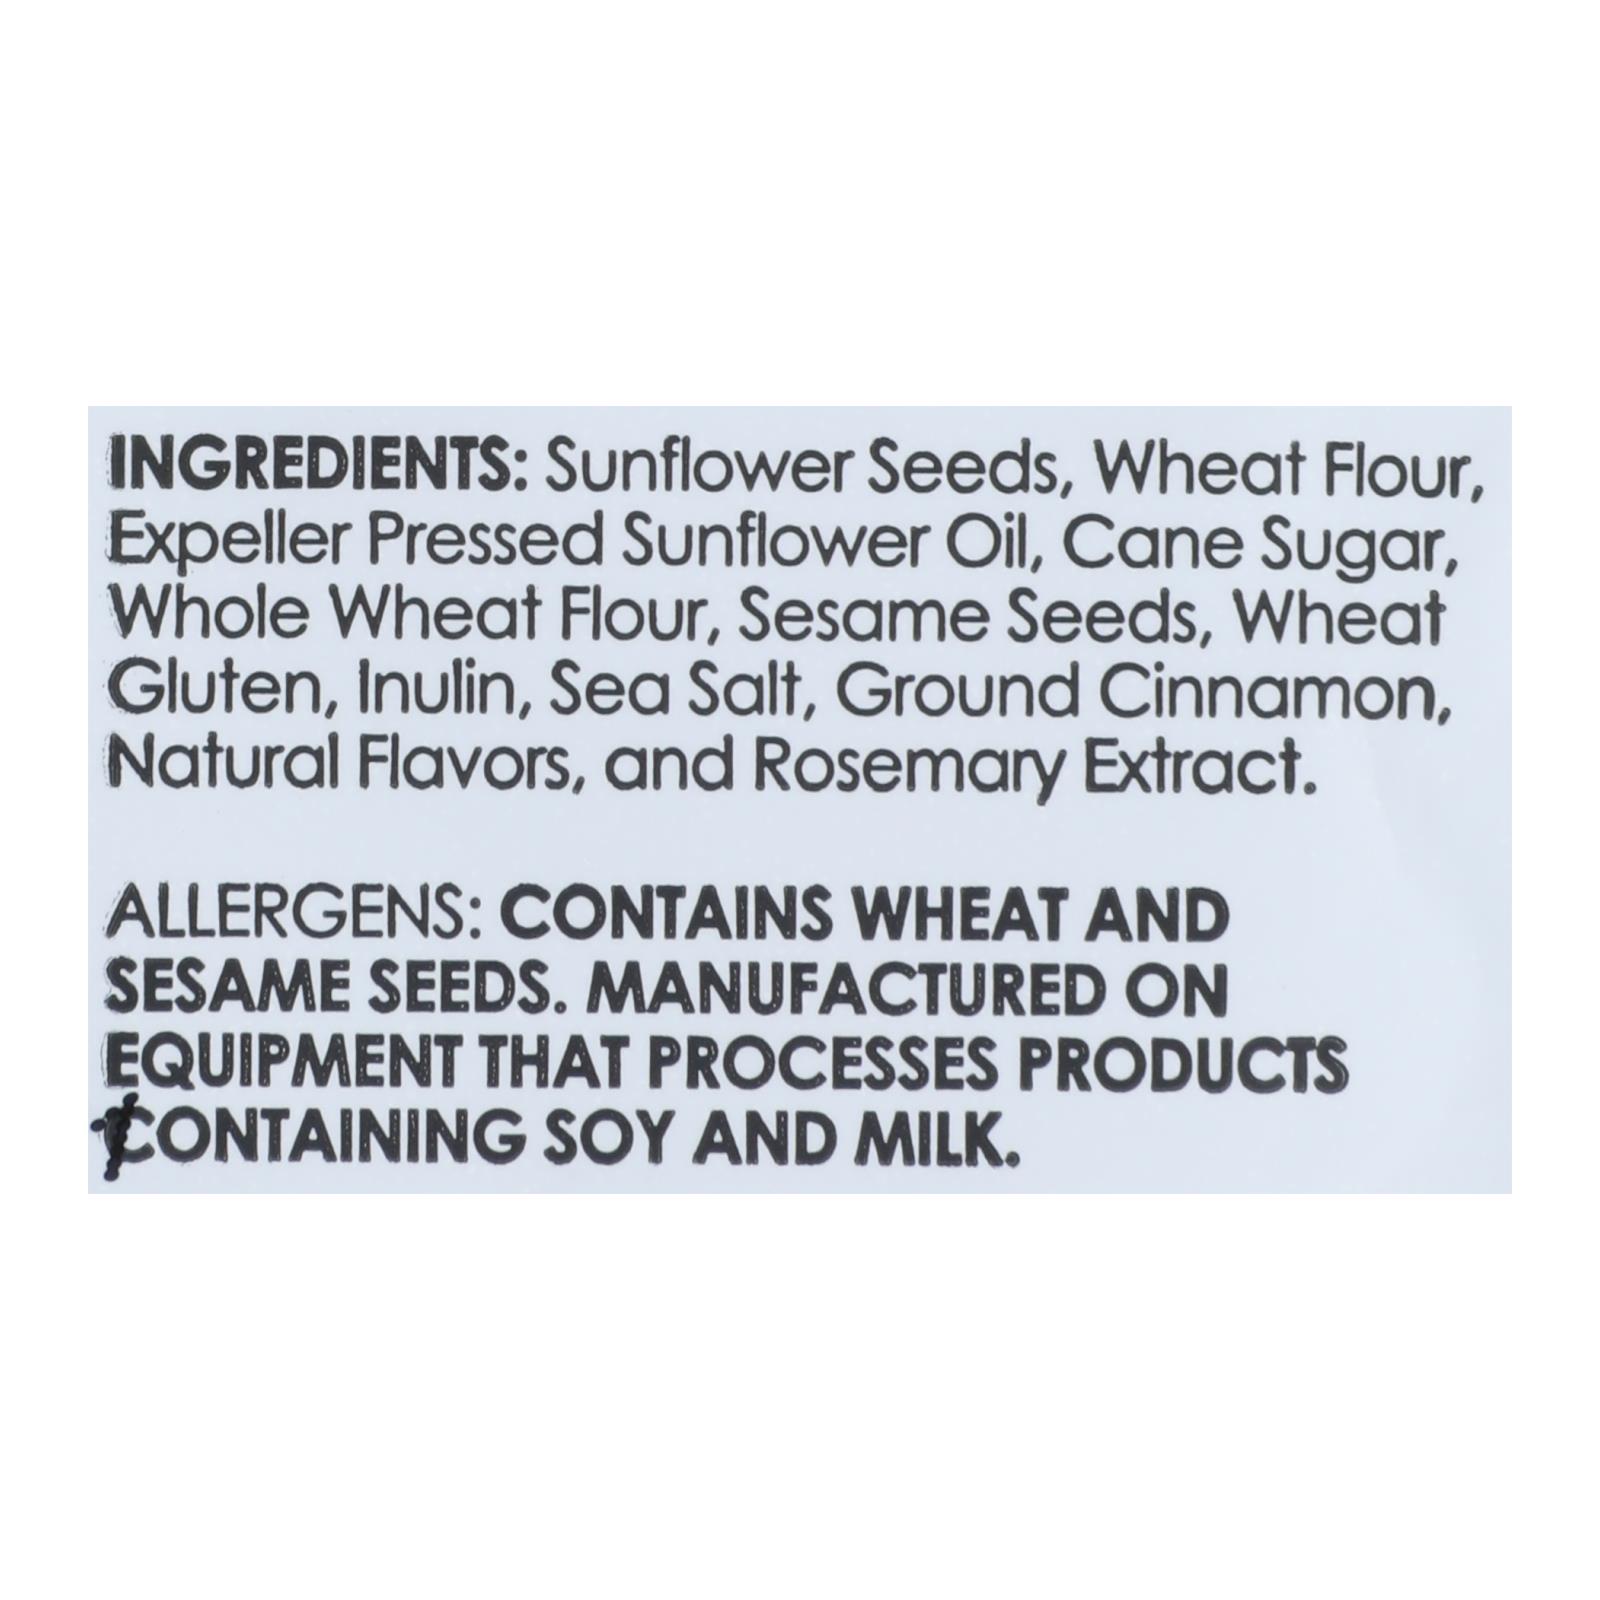 INGREDIENTS: Sunflower Seeds, Wheat Flour,
Expeller Pressed Sunflower Oil, Cane Sugar,
Whole Wheat Flour, Sesame Seeds, Wheat
Gluten, Inulin, Sea Salt, Ground Cinnamon,
Natural Flavors, and Rosemary Extract.
ALLERGENS: CONTAINS WHEAT AND
SESAME SEEDS. MANUFACTURED ON
EQUIPMENT THAT PROCESSES PRODUCTS
CONTAINING SOY AND MILK.